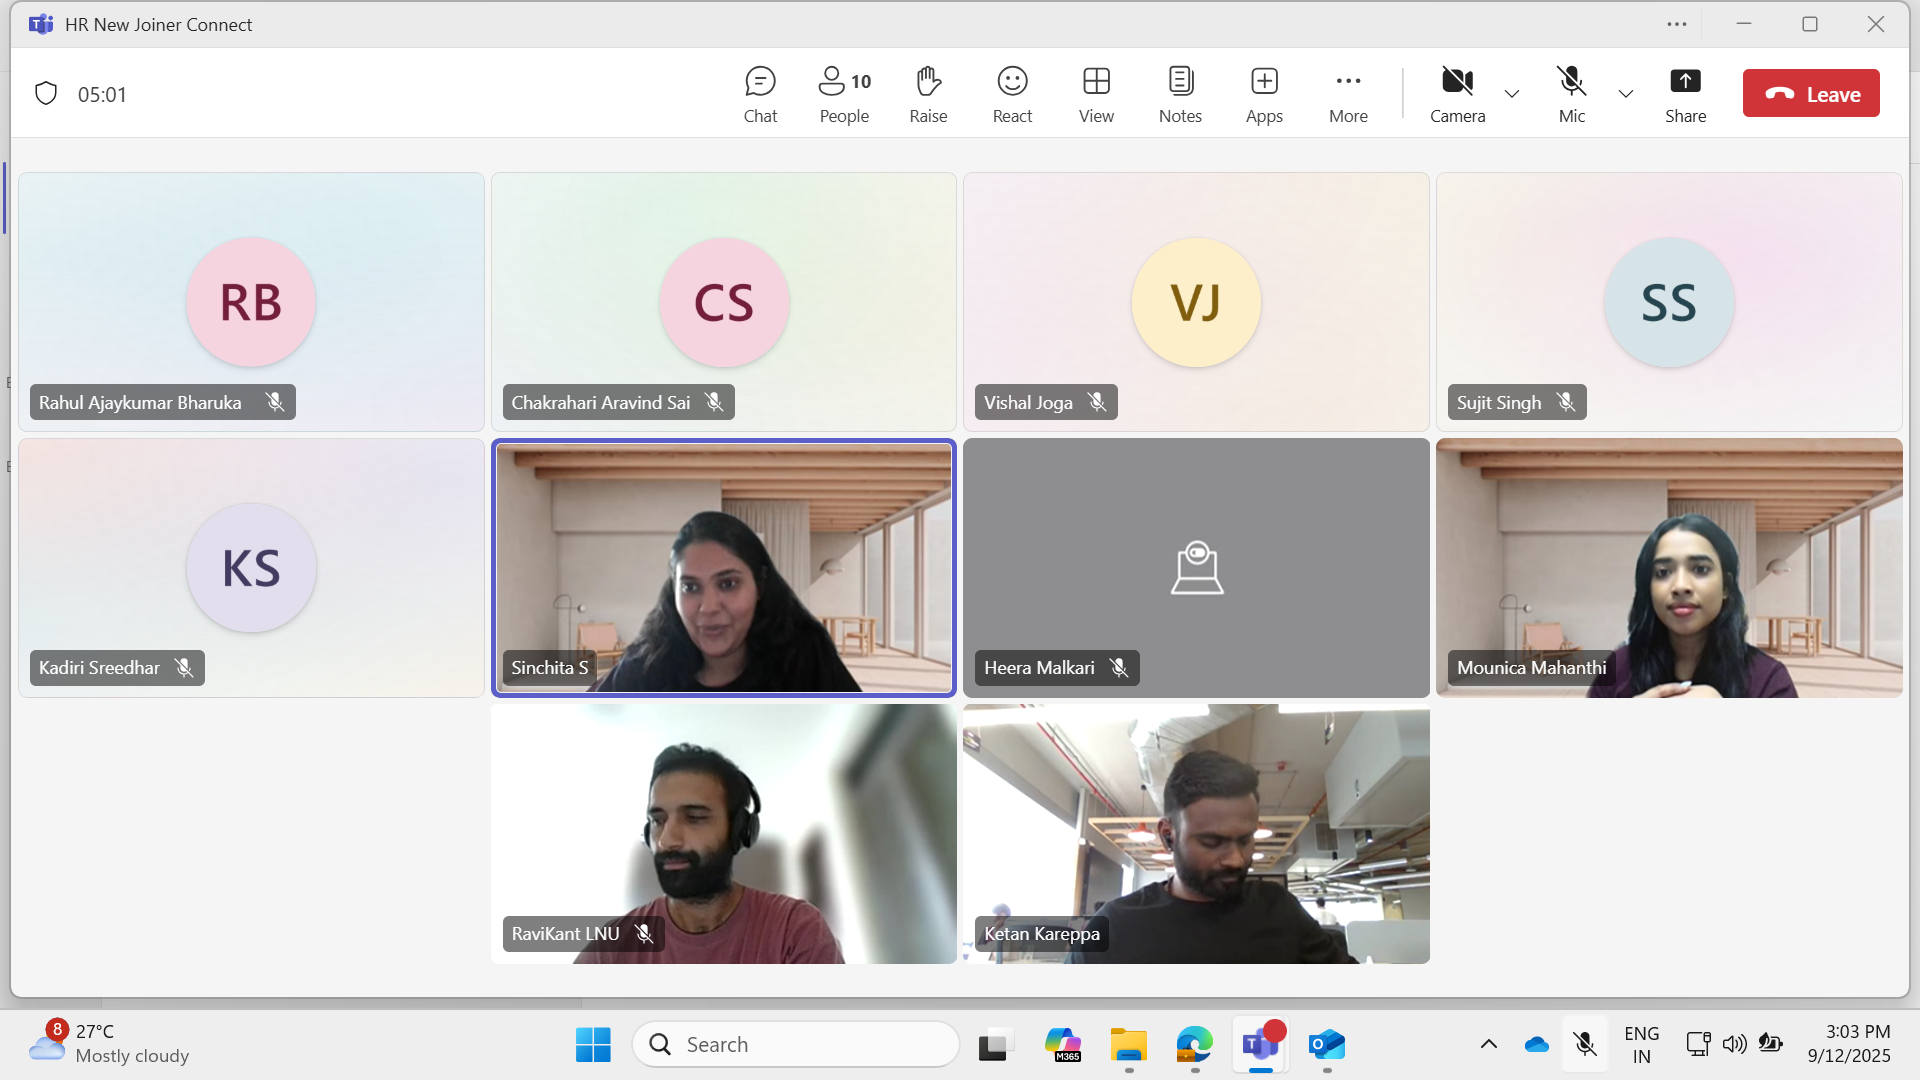 HR New Joiner Connect
05:01
Chat
People 10
Raise
React
View
Notes
Apps
More
Camera
Mic
Share
Leave
RB
Rahul Ajaykumar Bharuka
CS
Chakrahari Aravind Sai
VJ
Vishal Joga
SS
Sujit Singh
KS
Kadiri Sreedhar
Sinchita S
Heera Malkari
Mounica Mahanthi
RaviKant LNU
Ketan Kareppa
8
27°C
Mostly cloudy
Search
M365
ENG
IN
3:03 PM
9/12/2025